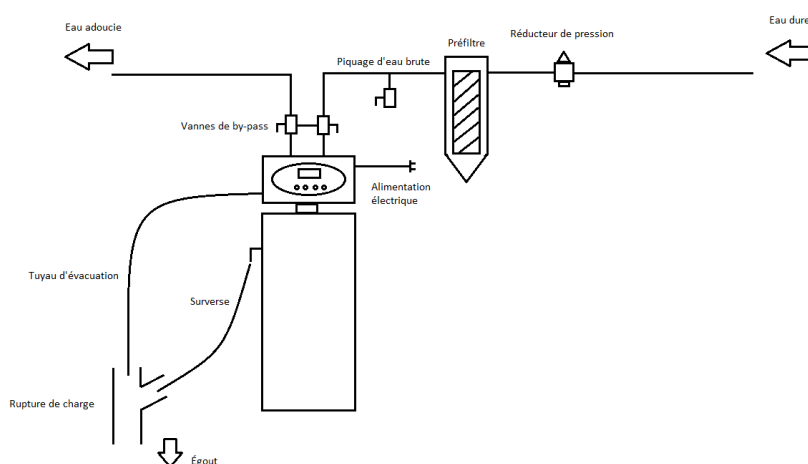 Eau adoucie
Eau dure
Réducteur de pression
Préfiltre
Piquage d'eau brute
Vannes de by-pass
Alimentation
électrique
Tuyau d'évacuation
Surverse
Rupture de charge
Égout